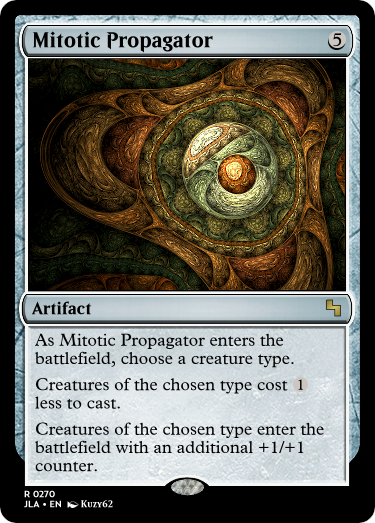 Mitotic Propagator 5
Artifact
As Mitotic Propagator enters the
battlefield, choose a creature type.
Creatures of the chosen type cost 1
less to cast.
Creatures of the chosen type enter the
battlefield with an additional +1/+1
counter.
R 0270
JLA • EN Kuzy62